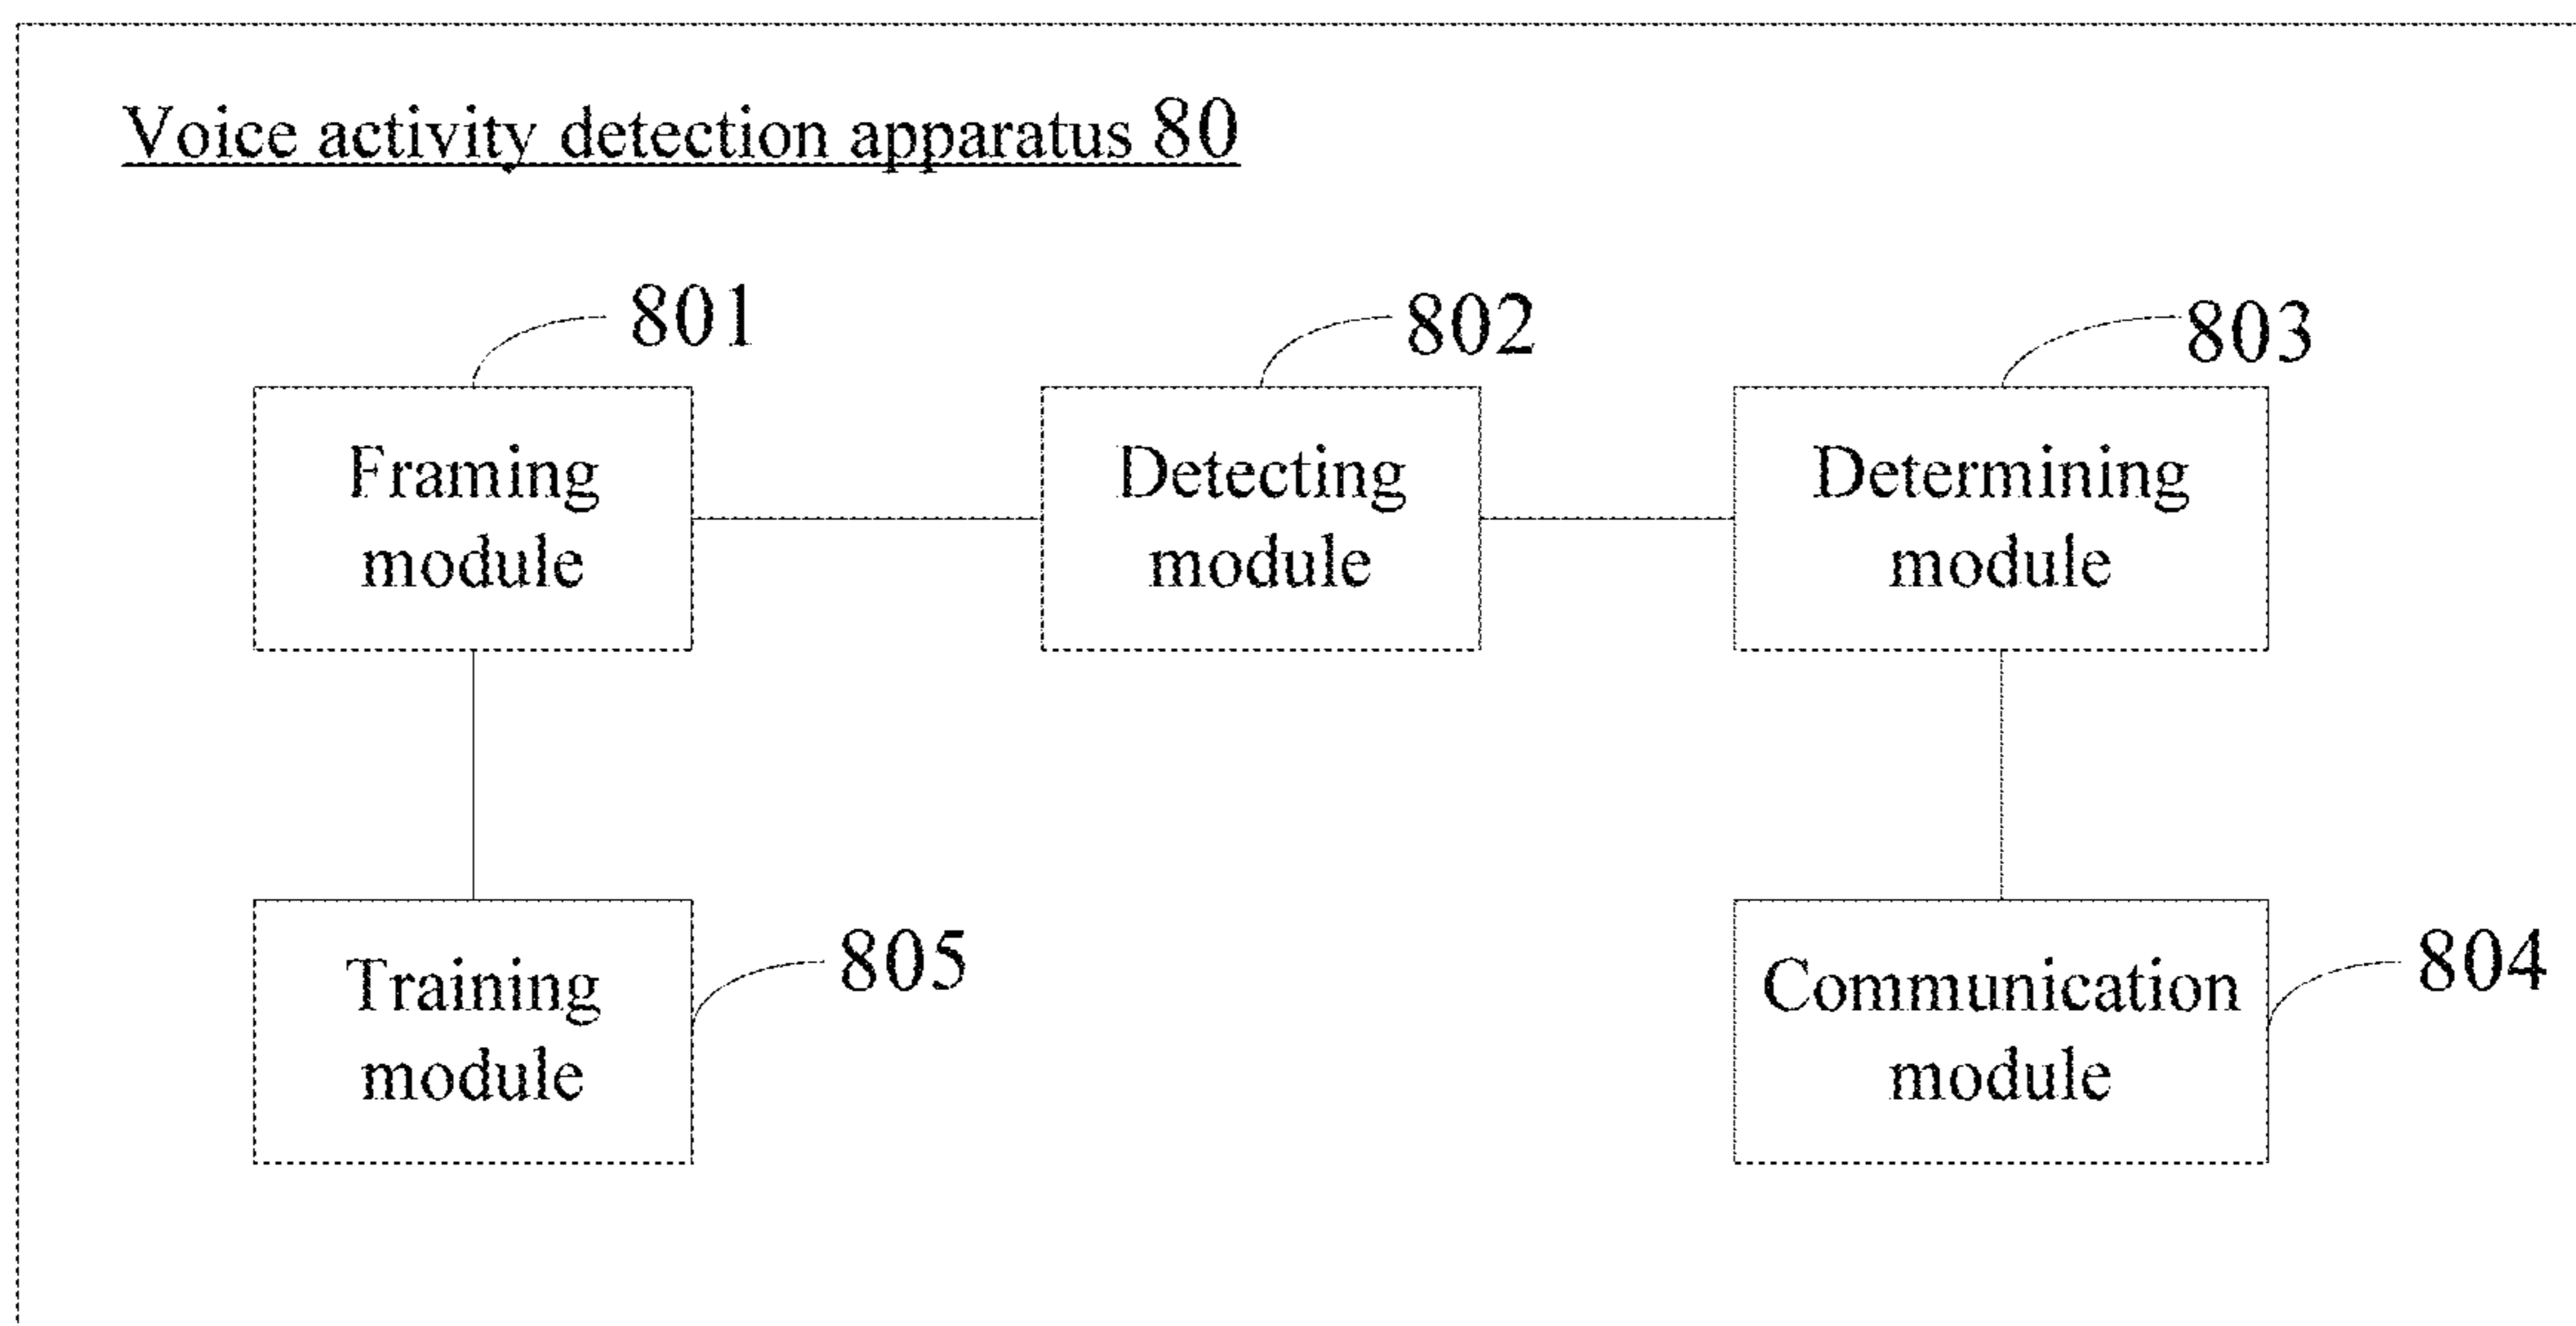 Voice activity detection apparatus 80
801
802
803
Framing
module
Detecting
module
Determining
module
805
804
Training
module
Communication
module